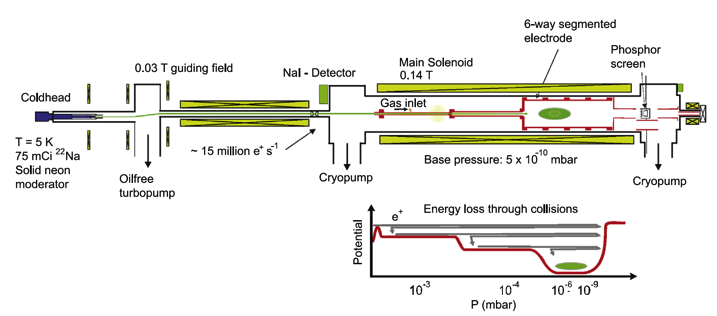 6-way segmented
electrode
0.03 T guiding field
NaI - Detector
Main Solenoid
0.14 T
Phosphor
screen
Coldhead
Gas inlet
T = 5 K
75 mCi ²²Na
Solid neon
moderator
~ 15 million e⁺ s⁻¹
Base pressure: 5 x 10⁻¹⁰ mbar
Oilfree
turbopump
Cryopump
Cryopump
e⁺
Energy loss through collisions
Potential
10⁻³
10⁻⁴
10⁻⁶
10⁻⁹
P (mbar)